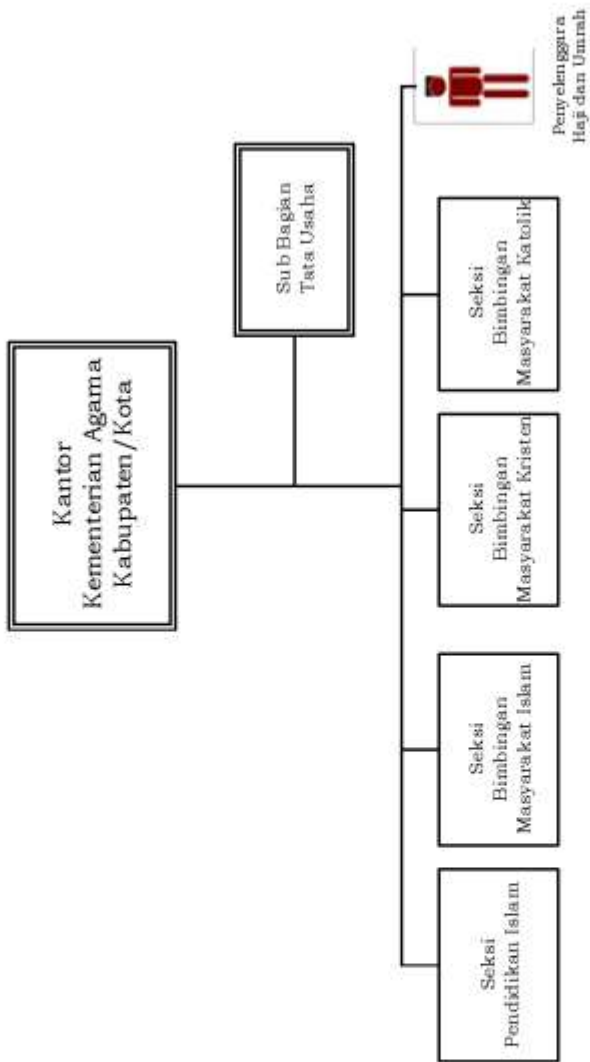 Kantor
Kementerian Agama
Kabupaten/Kota
Sub Bagian
Tata Usaha
Seksi
Pendidikan Islam
Seksi
Bimbingan
Masyarakat Islam
Seksi
Bimbingan
Masyarakat Kristen
Seksi
Bimbingan
Masyarakat Katolik
Penyelenggara
Haji dan Umrah